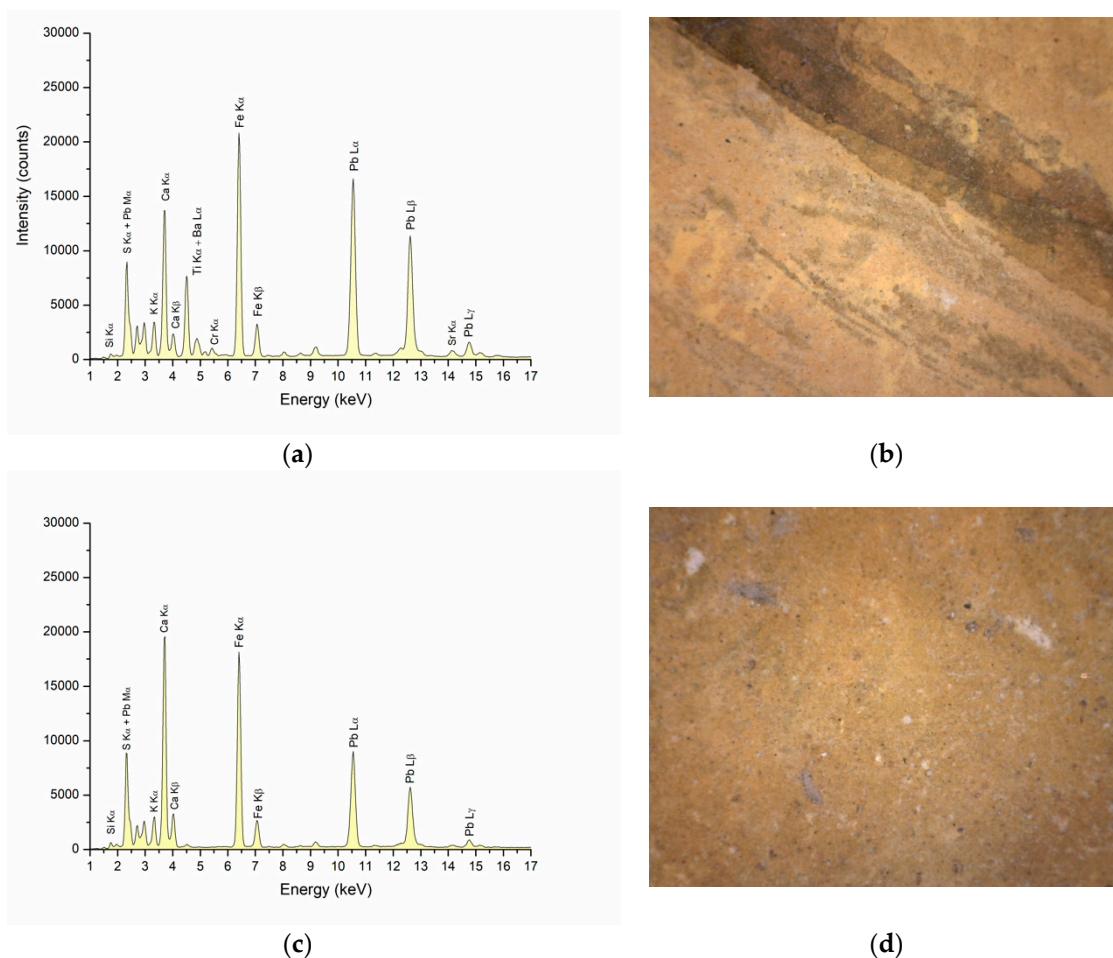 30000
25000
20000
15000
10000
5000
0
Intensity (counts)
Si Kα
S Kα + Pb Mα
K Kα
Ca Kα
Ca Kβ
Ti Kα + Ba Lα
Cr Kα
Fe Kα
Fe Kβ
Pb Lα
Pb Lβ
Sr Kα
Pb Lγ
1 2 3 4 5 6 7 8 9 10 11 12 13 14 15 16 17
Energy (keV)
(a)
(b)
30000
25000
20000
15000
10000
5000
0
Si Kα
S Kα + Pb Mα
K Kα
Ca Kα
Ca Kβ
Fe Kα
Fe Kβ
Pb Lα
Pb Lβ
Pb Lγ
1 2 3 4 5 6 7 8 9 10 11 12 13 14 15 16 17
Energy (keV)
(c)
(d)